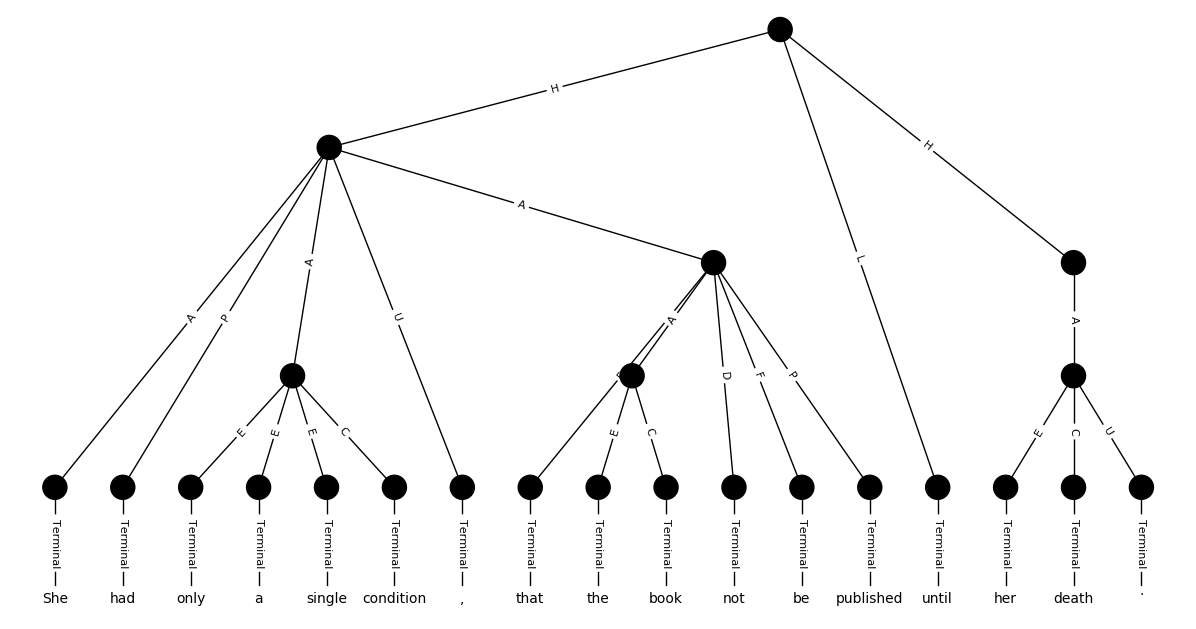 H
H
A
A
L
A
U
A
P
A
A
D
F
P
E
E
E
C
E
C
E
C
U
Terminal Terminal Terminal Terminal Terminal Terminal Terminal Terminal Terminal Terminal Terminal Terminal Terminal Terminal Terminal Terminal Terminal
She had only a single condition , that the book not be published until her death .